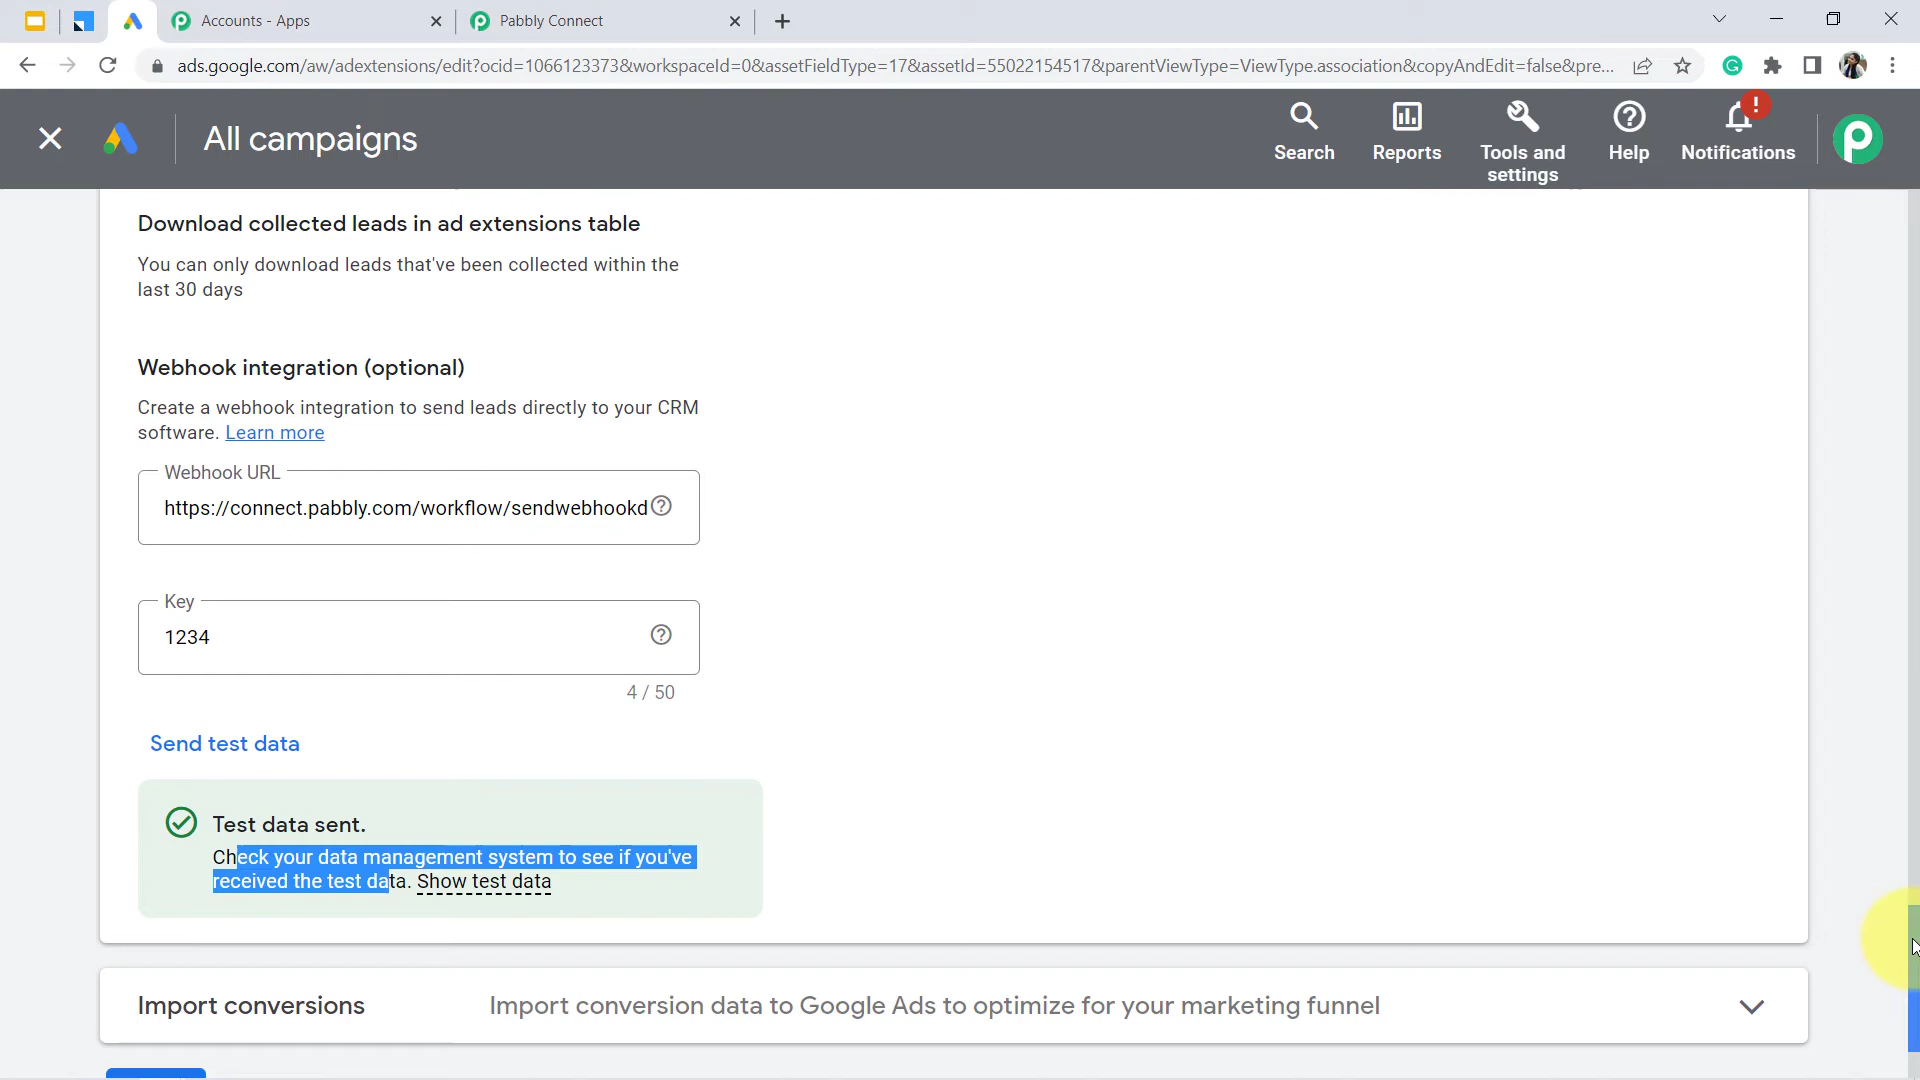 Accounts - Apps
Pabbly Connect
ads.google.com/aw/adextensions/edit?ocid=1066123373&workspaceId=0&assetFieldType=17&assetId=55022154517&parentViewType=ViewType.association&copyAndEdit=false&pre...
All campaigns
Search
Reports
Tools and
settings
Help
Notifications
Download collected leads in ad extensions table
You can only download leads that've been collected within the
last 30 days
Webhook integration (optional)
Create a webhook integration to send leads directly to your CRM
software. Learn more
Webhook URL
https://connect.pabbly.com/workflow/sendwebhookd
Key
1234
4 / 50
Send test data
Test data sent.
Check your data management system to see if you've
received the test data. Show test data
Import conversions
Import conversion data to Google Ads to optimize for your marketing funnel